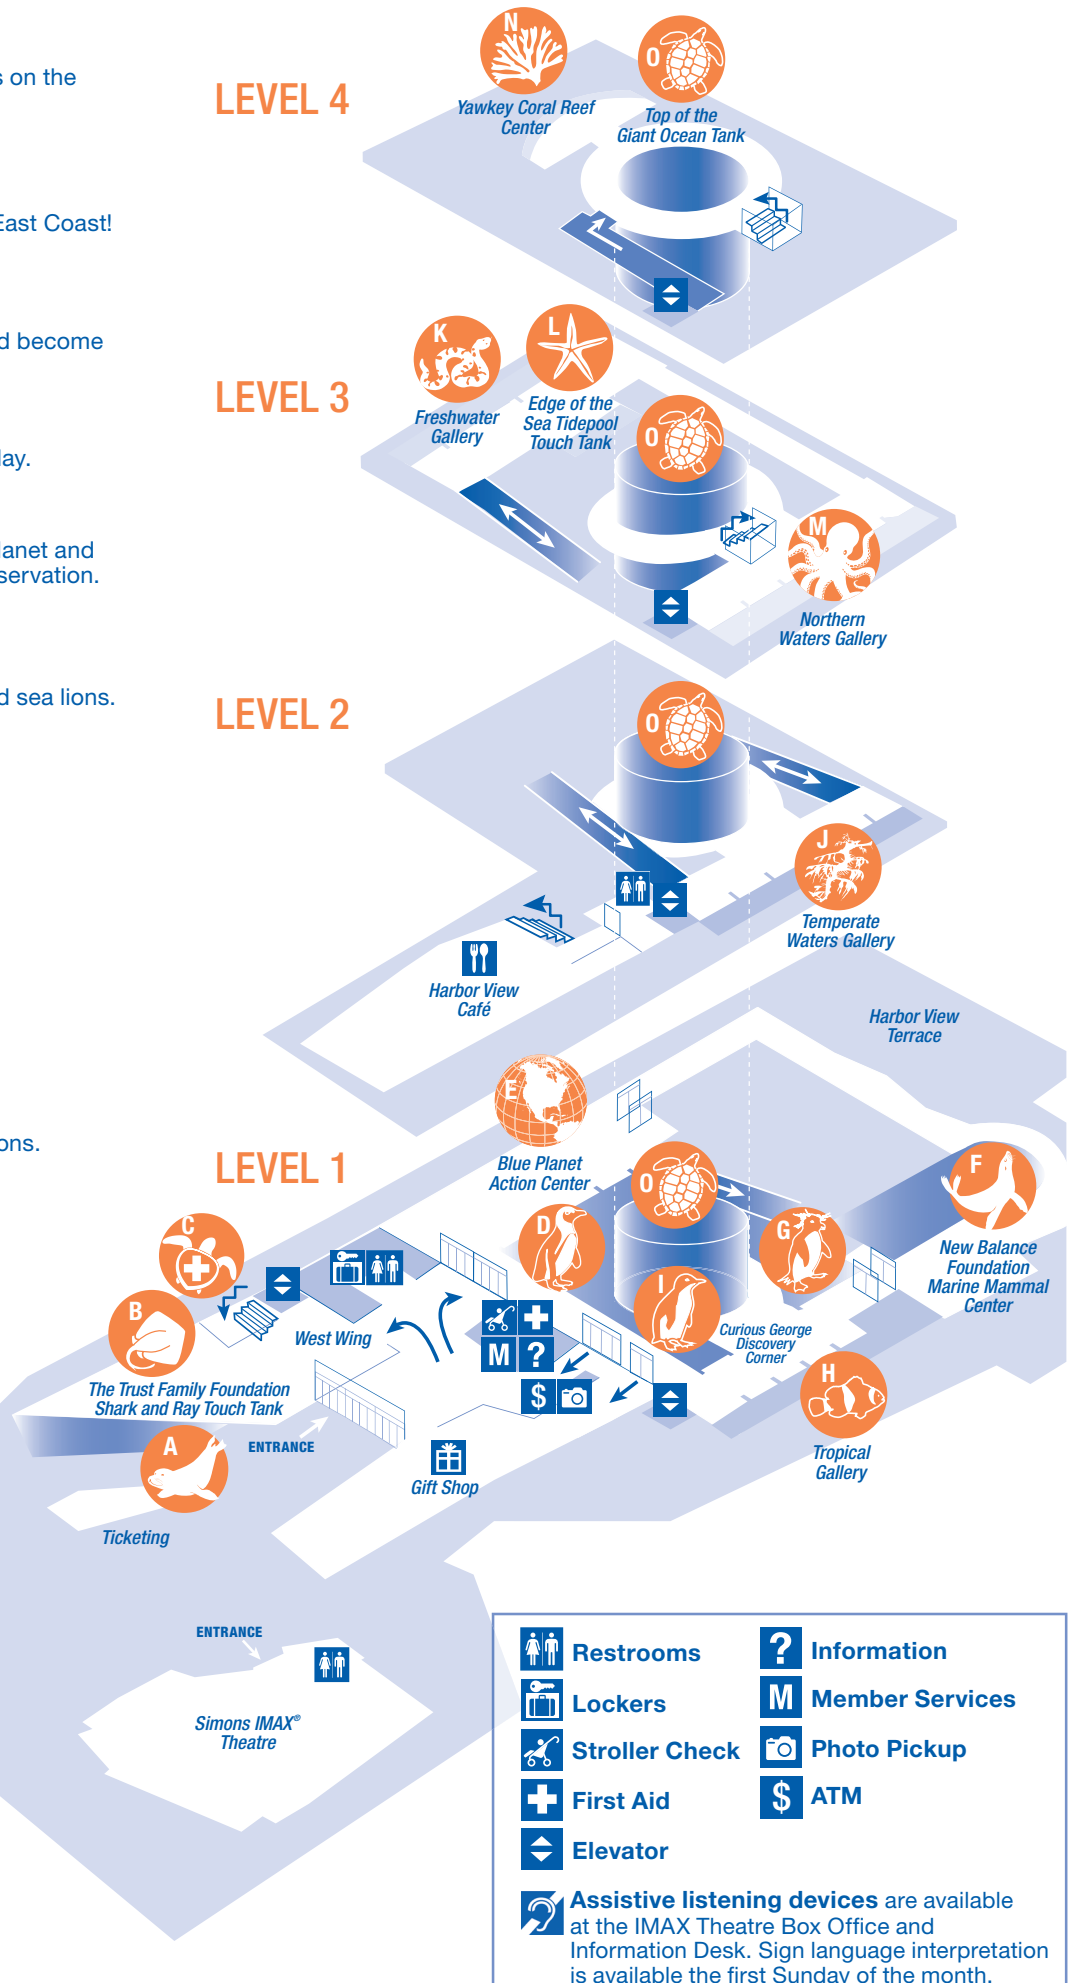 s on the
East Coast!
d become
lay.
lanet and
servation.
d sea lions.
ons.
LEVEL 4
N
Yawkey Coral Reef
Center
O
Top of the
Giant Ocean Tank
LEVEL 3
K
Freshwater
Gallery
L
Edge of the
Sea Tidepool
Touch Tank
O
M
Northern
Waters Gallery
LEVEL 2
O
J
Temperate
Waters Gallery
Harbor View
Café
Harbor View
Terrace
LEVEL 1
E
Blue Planet
Action Center
O
D
G
F
New Balance
Foundation
Marine Mammal
Center
C
B
The Trust Family Foundation
Shark and Ray Touch Tank
West Wing
M ?
$
I
Curious George
Discovery
Corner
H
Tropical
Gallery
A
ENTRANCE
Ticketing
Gift Shop
ENTRANCE
Simons IMAX®
Theatre
Restrooms
Lockers
Stroller Check
First Aid
Elevator
? Information
M Member Services
Photo Pickup
$ ATM
Assistive listening devices are available
at the IMAX Theatre Box Office and
Information Desk. Sign language interpretation
is available the first Sunday of the month.